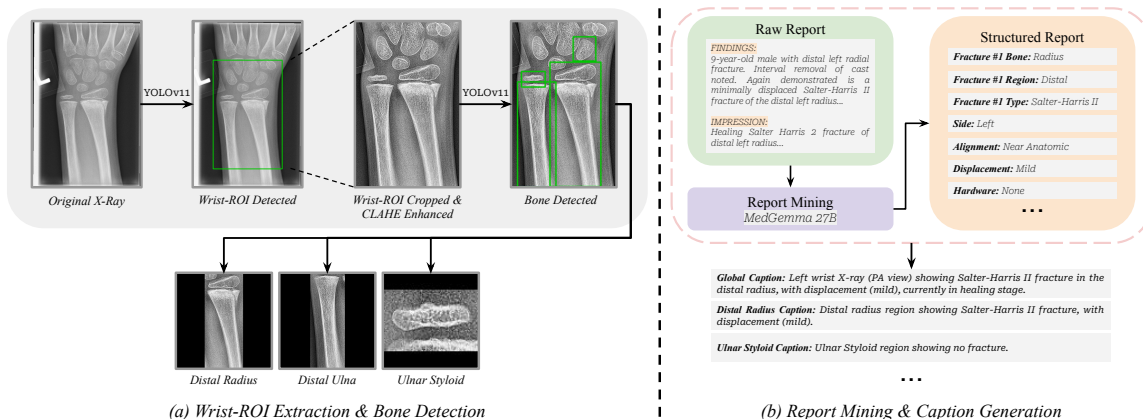 YOLOv11
YOLOv11
Original X-Ray
Wrist-ROI Detected
Wrist-ROI Cropped &
CLAHE Enhanced
Bone Detected
Distal Radius
Distal Ulna
Ulnar Styloid
(a) Wrist-ROI Extraction & Bone Detection
Raw Report
FINDINGS:
9-year-old male with distal left radial
fracture. Interval removal of cast
noted. Again demonstrated is a
minimally displaced Salter-Harris II
fracture of the distal left radius...
IMPRESSION:
Healing Salter Harris 2 fracture of
distal left radius...
Report Mining
MedGemma 27B
Structured Report
Fracture #1 Bone: Radius
Fracture #1 Region: Distal
Fracture #1 Type: Salter-Harris II
Side: Left
Alignment: Near Anatomic
Displacement: Mild
Hardware: None
...
Global Caption: Left wrist X-ray (PA view) showing Salter-Harris II fracture in the
distal radius, with displacement (mild), currently in healing stage.
Distal Radius Caption: Distal radius region showing Salter-Harris II fracture, with
displacement (mild).
Ulnar Styloid Caption: Ulnar Styloid region showing no fracture.
...
(b) Report Mining & Caption Generation